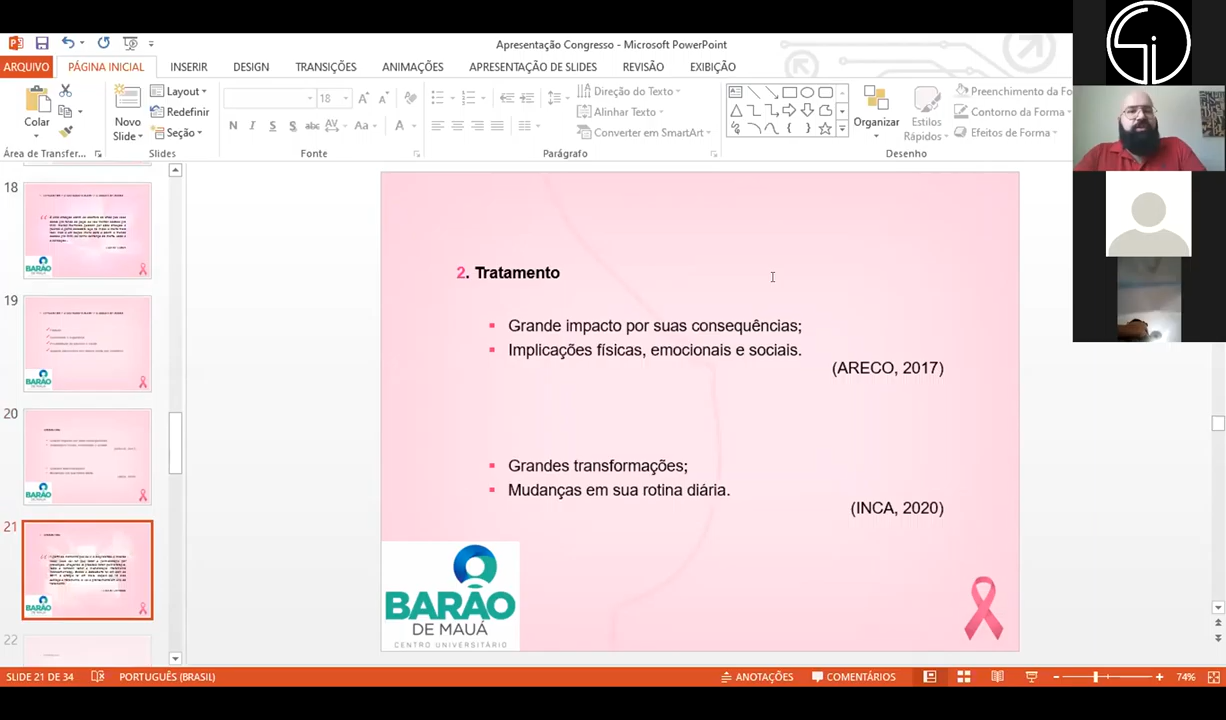 Apresentação Congresso - Microsoft PowerPoint
ARQUIVO PÁGINA INICIAL INSERIR DESIGN TRANSIÇÕES ANIMAÇÕES APRESENTAÇÃO DE SLIDES REVISÃO EXIBIÇÃO
Colar
Novo Slide
Layout
Redefinir
Seção
18
N I S S abc AV Aa A
Direção do Texto
Alinhar Texto
Converter em SmartArt
Organizar
Estilos Rápidos
Preenchimento da Fo
Contorno da Forma
Efeitos de Forma
Área de Transfer... Slides Fonte Parágrafo Desenho
18
19
20
21
22
2. Tratamento
Grande impacto por suas consequências;
Implicações físicas, emocionais e sociais.
(ARECO, 2017)
Grandes transformações;
Mudanças em sua rotina diária.
(INCA, 2020)
BARÃO
DE MAUÁ
CENTRO UNIVERSITÁRIO
SLIDE 21 DE 34 PORTUGUÊS (BRASIL) ANOTAÇÕES COMENTÁRIOS 74%